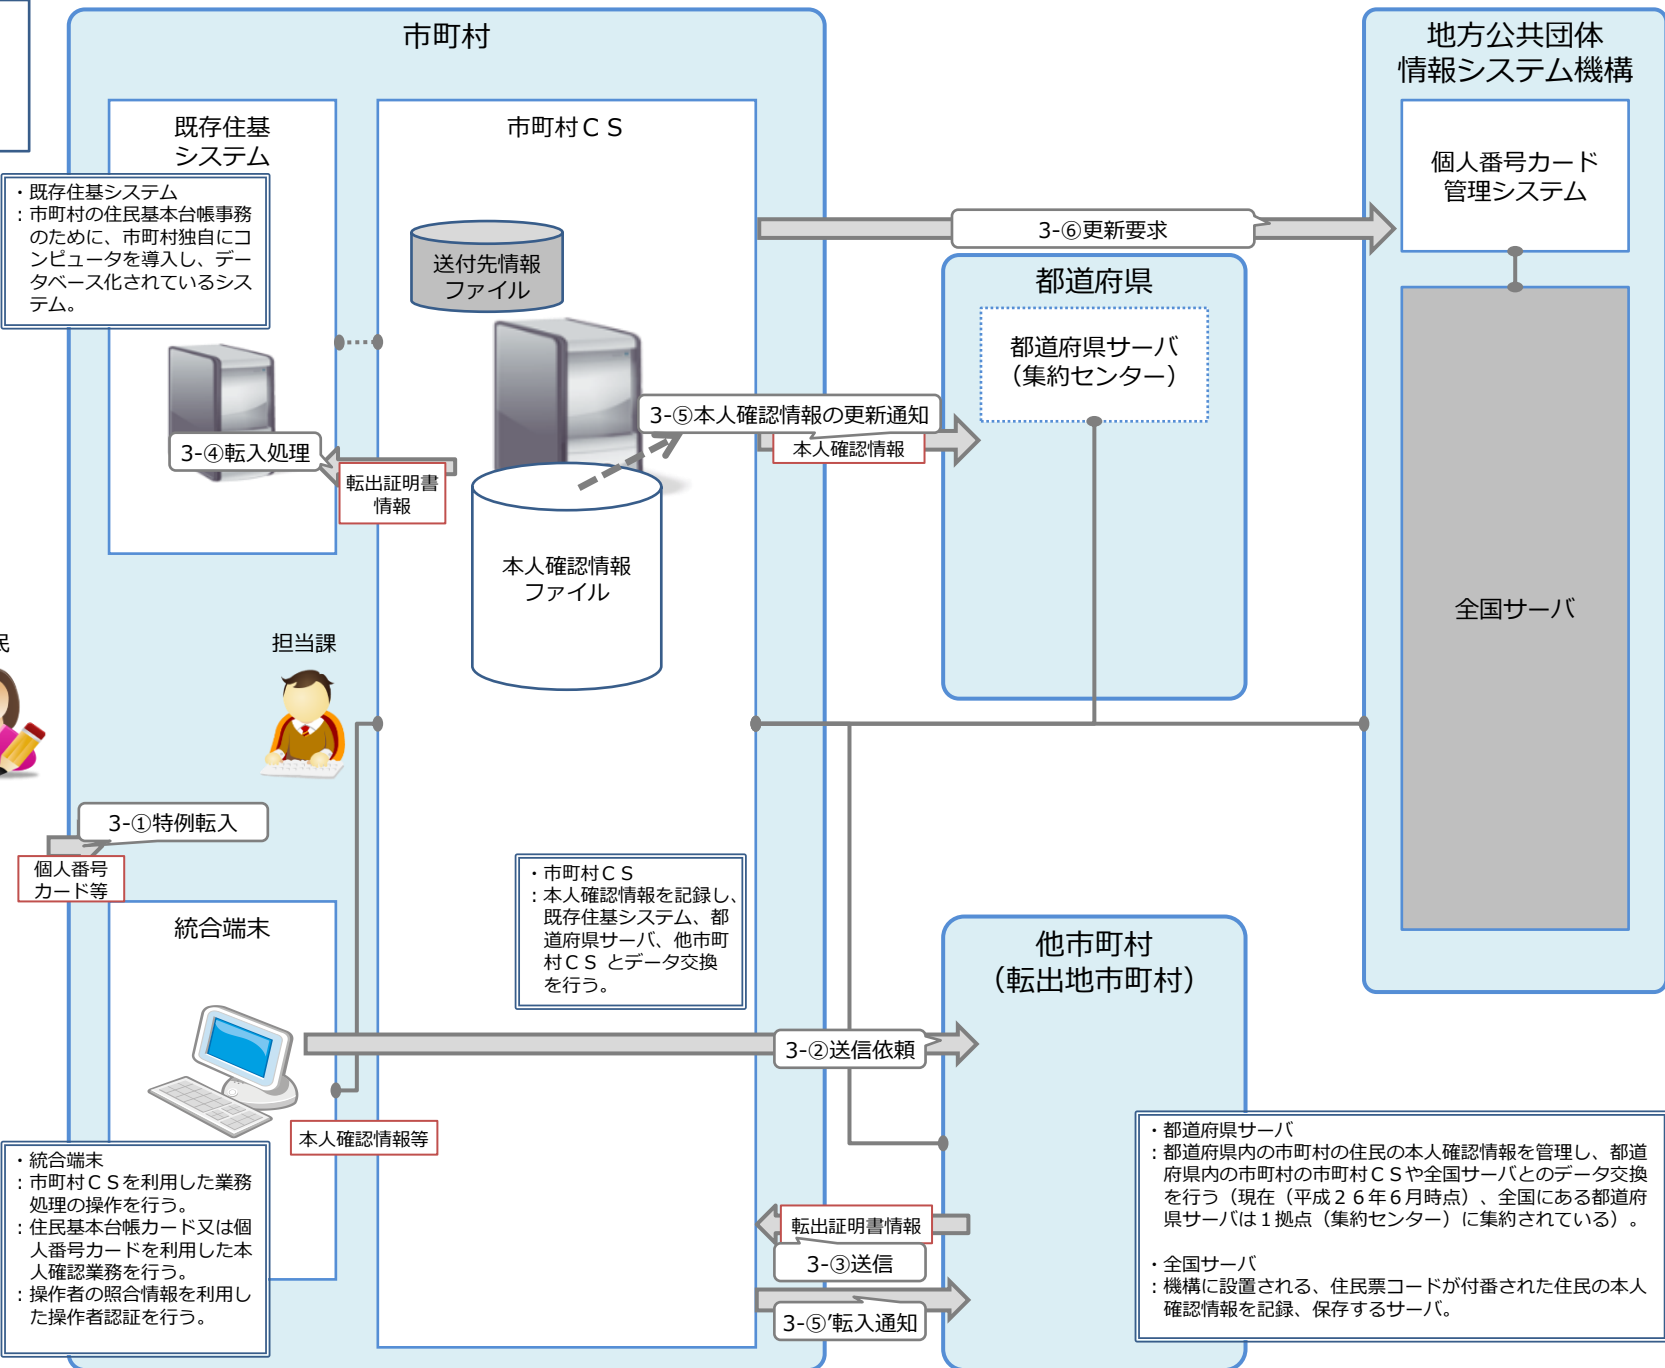 市町村
地方公共団体
情報システム機構
既存住基
システム
市町村ＣＳ
個人番号カード
管理システム
・既存住基システム
：市町村の住民基本台帳事務
のために、市町村独自にコ
ンピュータを導入し、デー
タベース化されているシス
テム。
送付先情報
ファイル
3-⑥更新要求
都道府県
都道府県サーバ
（集約センター）
3-⑤本人確認情報の更新通知
本人確認情報
3-④転入処理
転出証明書
情報
本人確認情報
ファイル
全国サーバ
民
担当課
3-①特例転入
個人番号
カード等
・市町村ＣＳ
：本人確認情報を記録し、
既存住基システム、都
道府県サーバ、他市町
村ＣＳ とデータ交換
を行う。
統合端末
他市町村
（転出地市町村）
3-②送信依頼
本人確認情報等
・統合端末
：市町村ＣＳを利用した業務
処理の操作を行う。
：住民基本台帳カード又は個
人番号カードを利用した本
人確認業務を行う。
：操作者の照合情報を利用し
た操作者認証を行う。
転出証明書情報
3-③送信
3-⑤’転入通知
・都道府県サーバ
：都道府県内の市町村の住民の本人確認情報を管理し、都道
府県内の市町村の市町村ＣＳや全国サーバとのデータ交換
を行う（現在（平成２６年６月時点）、全国にある都道府
県サーバは１拠点（集約センター）に集約されている）。
・全国サーバ
：機構に設置される、住民票コードが付番された住民の本人
確認情報を記録、保存するサーバ。